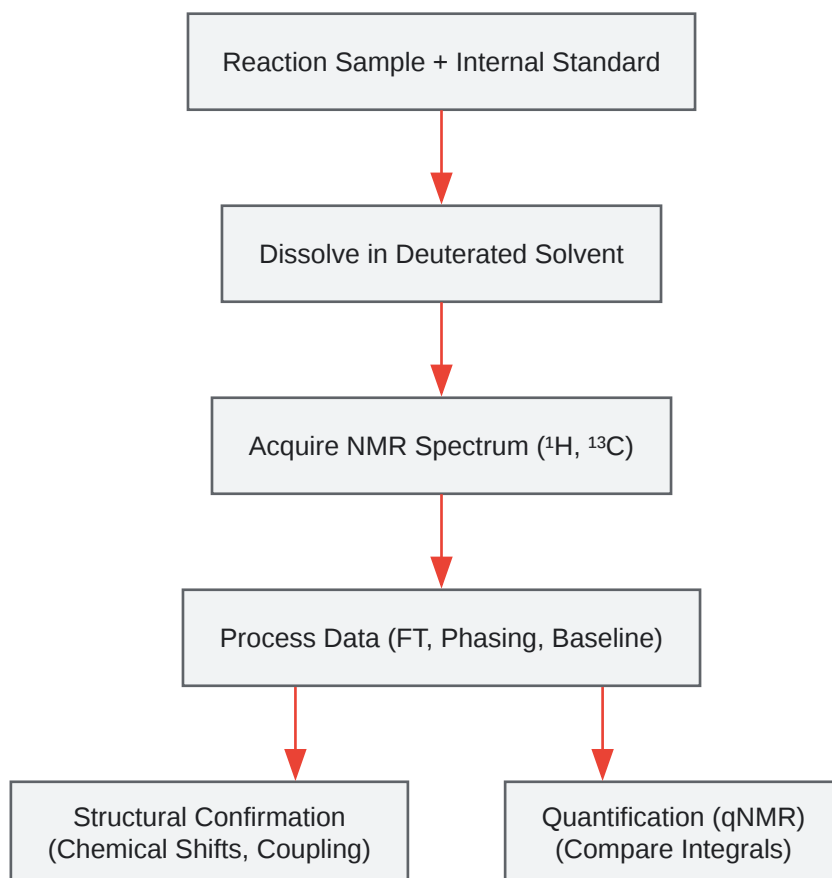 Reaction Sample + Internal Standard
Dissolve in Deuterated Solvent
Acquire NMR Spectrum (¹H, ¹³C)
Process Data (FT, Phasing, Baseline)
Structural Confirmation
(Chemical Shifts, Coupling)
Quantification (qNMR)
(Compare Integrals)